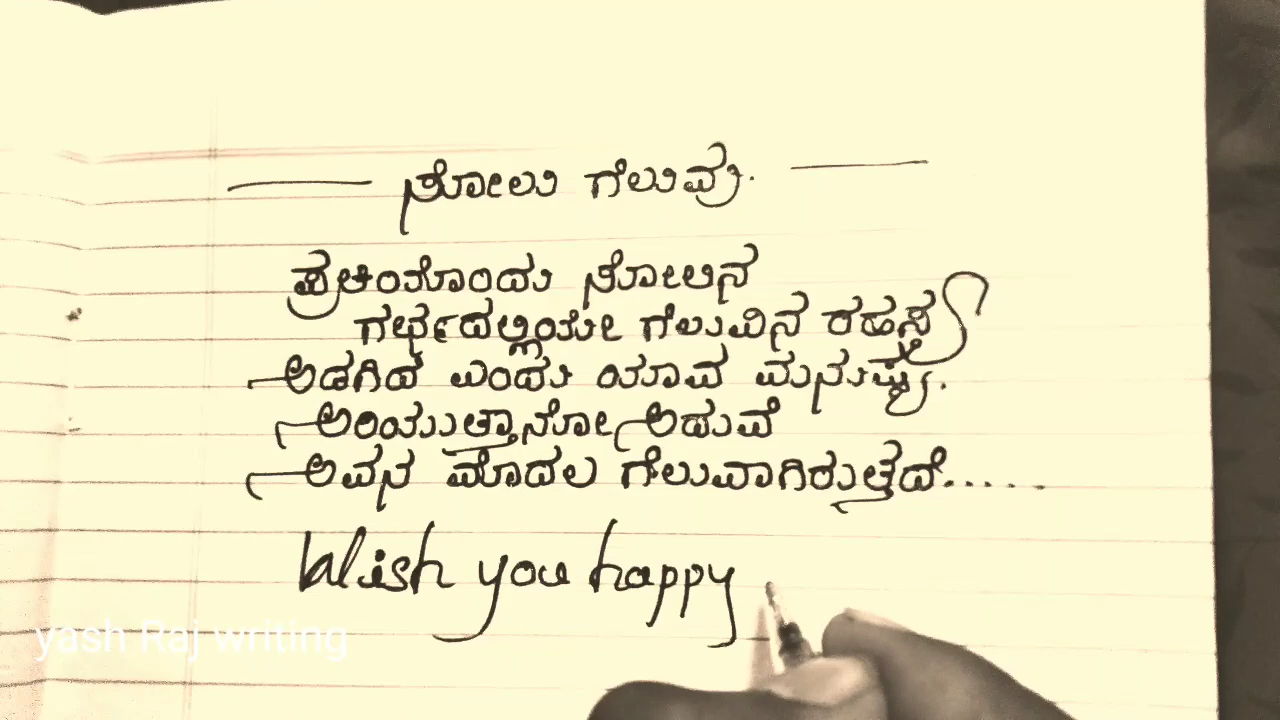 ಸೋಲು ಗೆಲುವು.
ಪ್ರತಿಯೊಂದು ಸೋಲಿನ
ಗರ್ಭದಲ್ಲಿಯೇ ಗೆಲುವಿನ ರಹಸ್ಯ
ಅಡಗಿದೆ ಎಂದು ಯಾವ ಮನುಷ್ಯ.
ಅರಿಯುತ್ತಾನೋ ಅದುವೆ
ಅವನ ಮೊದಲ ಗೆಲುವಾಗಿರುತ್ತದೆ.....
Wish you happy
yash Raj writing